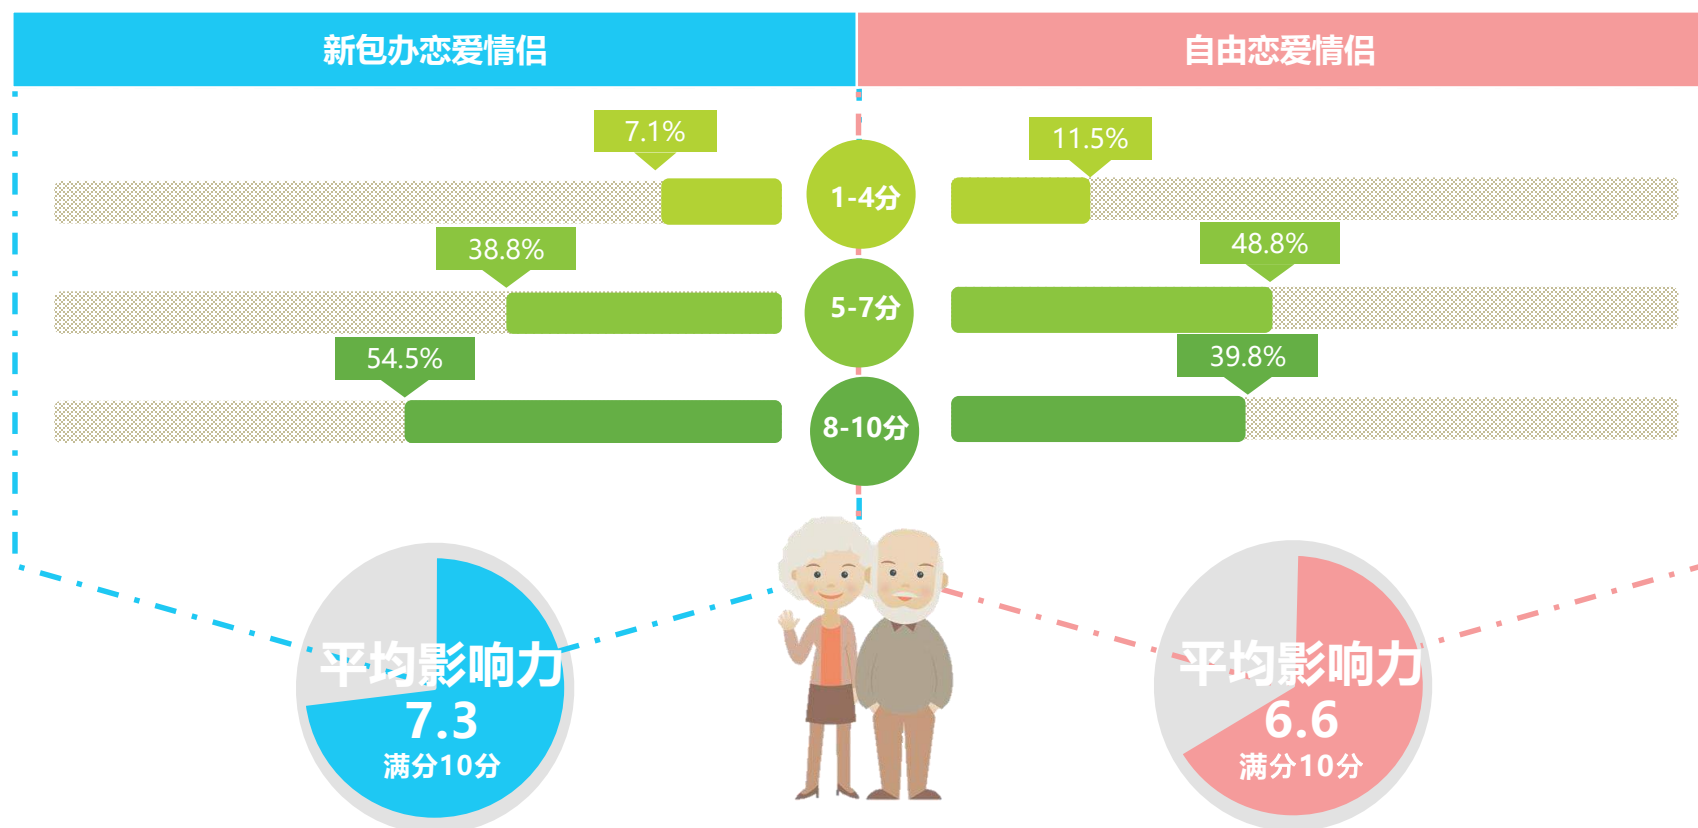 新包办恋爱情侣
自由恋爱情侣
7.1%
1-4分
11.5%
38.8%
5-7分
48.8%
54.5%
8-10分
39.8%
平均影响力
7.3
满分10分
平均影响力
6.6
满分10分